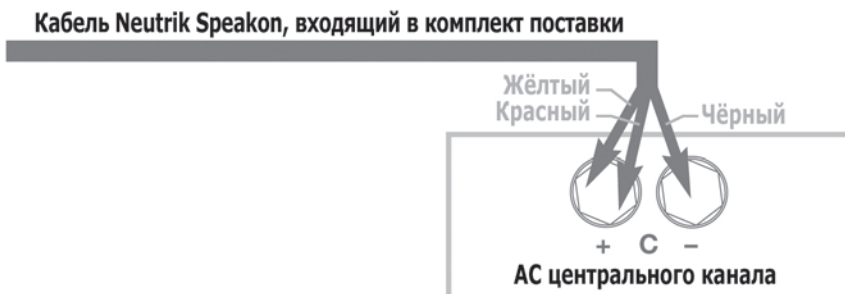 Кабель Neutrik Speakon, входящий в комплект поставки
Жёлтый
Красный
Чёрный
+ C –
АС центрального канала